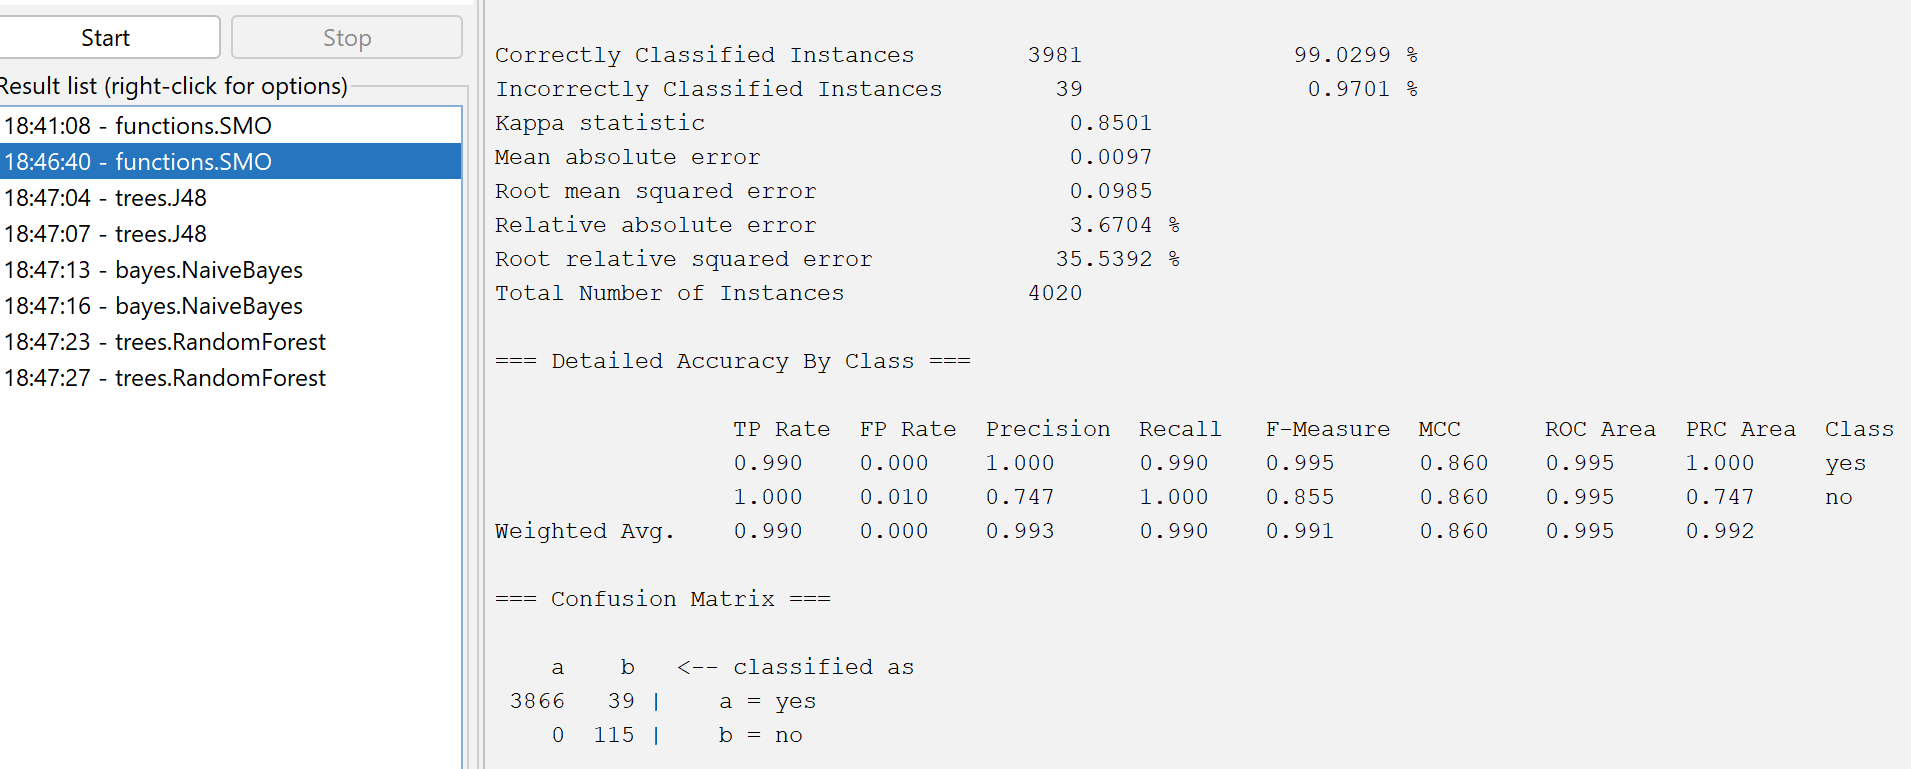 Start Stop
Result list (right-click for options)
18:41:08 - functions.SMO
18:46:40 - functions.SMO
18:47:04 - trees.J48
18:47:07 - trees.J48
18:47:13 - bayes.NaiveBayes
18:47:16 - bayes.NaiveBayes
18:47:23 - trees.RandomForest
18:47:27 - trees.RandomForest
Correctly Classified Instances 3981 99.0299 %
Incorrectly Classified Instances 39 0.9701 %
Kappa statistic 0.8501
Mean absolute error 0.0097
Root mean squared error 0.0985
Relative absolute error 3.6704 %
Root relative squared error 35.5392 %
Total Number of Instances 4020
=== Detailed Accuracy By Class ===
TP Rate FP Rate Precision Recall F-Measure MCC ROC Area PRC Area Class
0.990 0.000 1.000 0.990 0.995 0.860 0.995 1.000 yes
1.000 0.010 0.747 1.000 0.855 0.860 0.995 0.747 no
Weighted Avg. 0.990 0.000 0.993 0.990 0.991 0.860 0.995 0.992
=== Confusion Matrix ===
a b <-- classified as
3866 39 | a = yes
0 115 | b = no